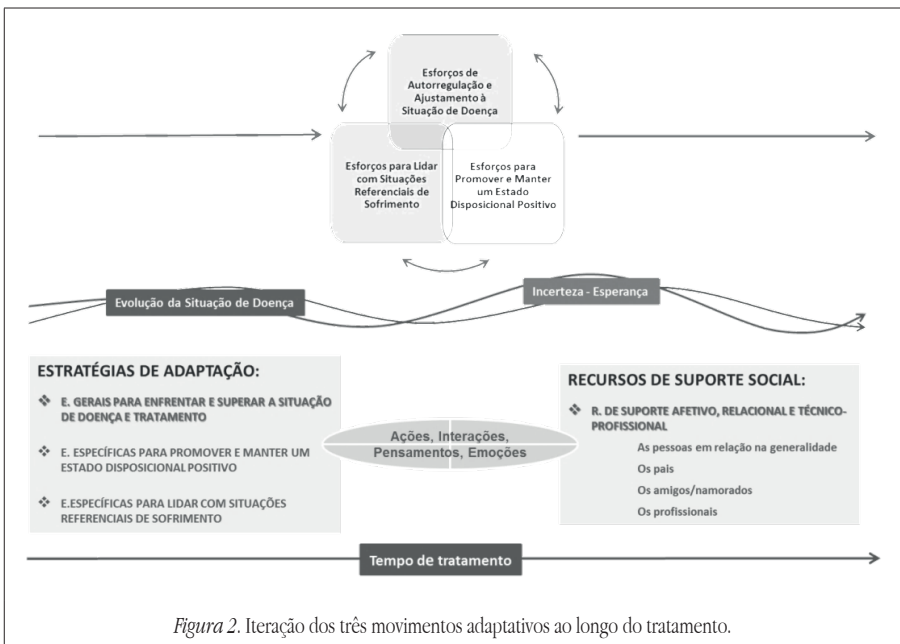 Esforços de
Autorregulação e
Ajustamento à
Situação de Doença
Esforços para Lidar
com Situações
Referenciais de
Sofrimento
Esforços para
Promover e Manter
um Estado
Disposicional Positivo
Evolução da Situação de Doença
Incerteza - Esperança
ESTRATÉGIAS DE ADAPTAÇÃO:
❖ E. GERAIS PARA ENFRENTAR E SUPERAR A SITUAÇÃO
DE DOENÇA E TRATAMENTO
❖ E. ESPECÍFICAS PARA PROMOVER E MANTER UM
ESTADO DISPOSICIONAL POSITIVO
❖ E.ESPECÍFICAS PARA LIDAR COM SITUAÇÕES
REFERENCIAIS DE SOFRIMENTO
Ações, Interações,
Pensamentos, Emoções
RECURSOS DE SUPORTE SOCIAL:
❖ R. DE SUPORTE AFETIVO, RELACIONAL E TÉCNICO-
PROFISSIONAL
As pessoas em relação na generalidade
Os pais
Os amigos/namorados
Os profissionais
Tempo de tratamento
Figura 2. Iteração dos três movimentos adaptativos ao longo do tratamento.